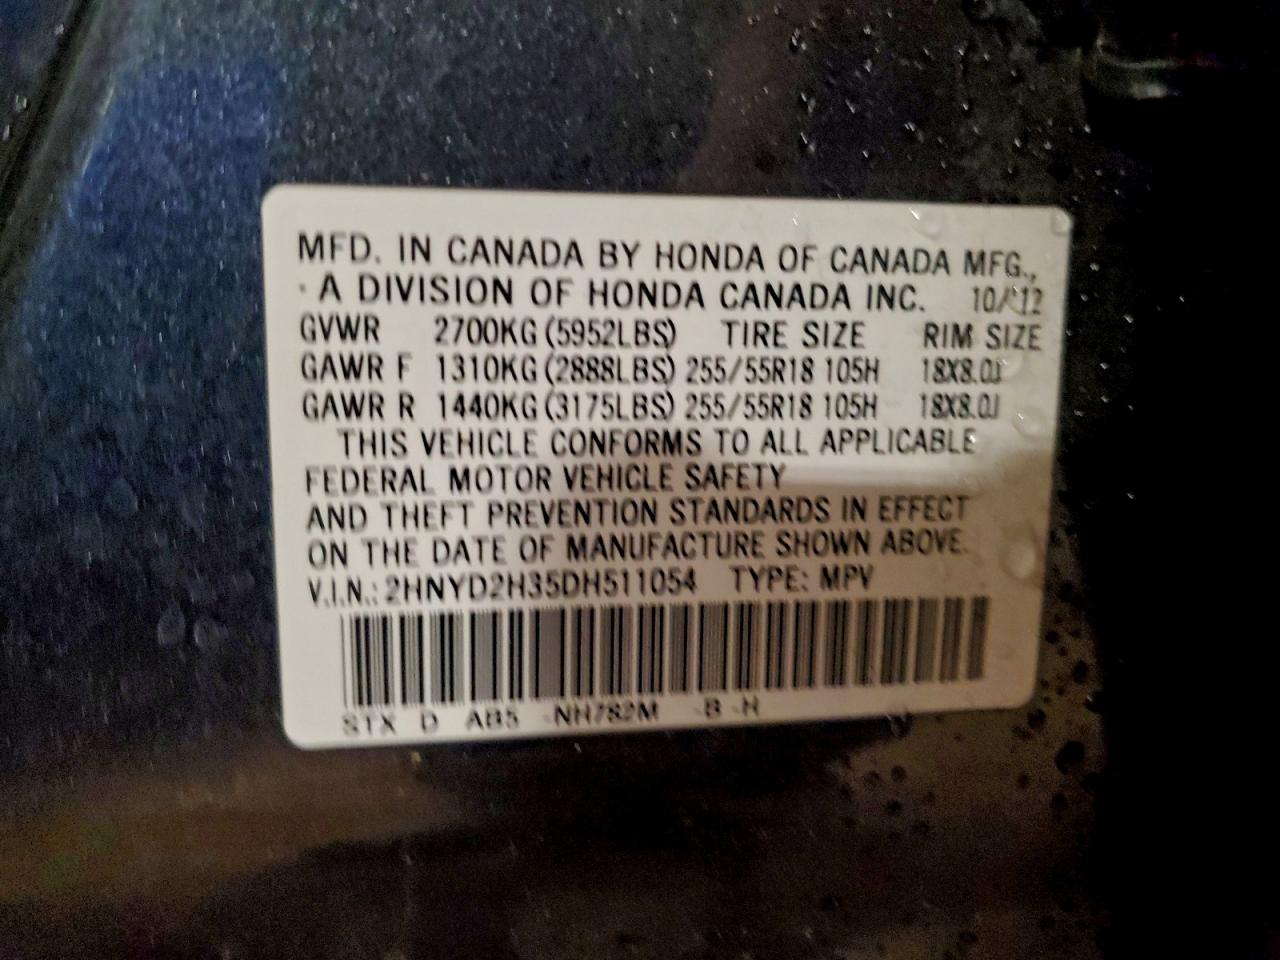 MFD. IN CANADA BY HONDA OF CANADA MFG.,
A DIVISION OF HONDA CANADA INC. 10/12
GVWR 2700KG (5952LBS) TIRE SIZE RIM SIZE
GAWR F 1310KG (2888LBS) 255/55R18 105H 18X8.0J
GAWR R 1440KG (3175LBS) 255/55R18 105H 18X8.0J
THIS VEHICLE CONFORMS TO ALL APPLICABLE
FEDERAL MOTOR VEHICLE SAFETY
AND THEFT PREVENTION STANDARDS IN EFFECT
ON THE DATE OF MANUFACTURE SHOWN ABOVE.
V.I.N.: 2HNYD2H35DH511054 TYPE: MPV
STX D AB5 -NH782M -B -H